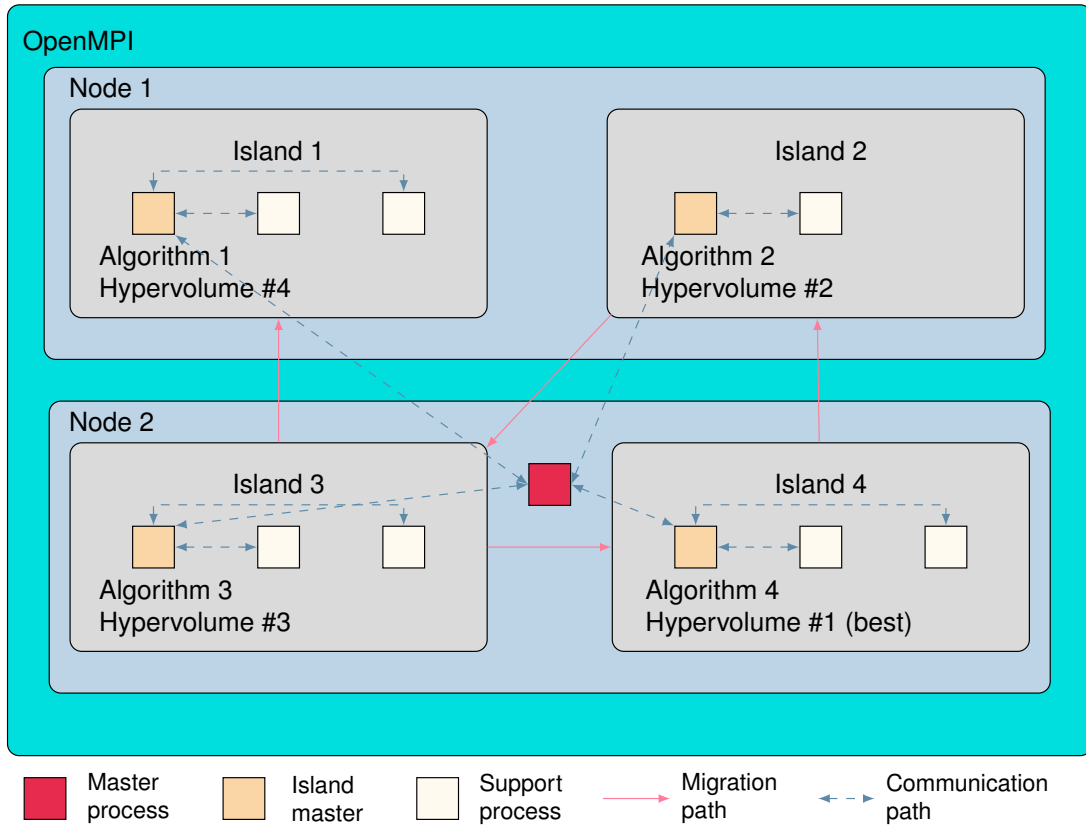 OpenMPI
Node 1
Island 1
Algorithm 1
Hypervolume #4
Island 2
Algorithm 2
Hypervolume #2
Node 2
Island 3
Algorithm 3
Hypervolume #3
Island 4
Algorithm 4
Hypervolume #1 (best)
Master
process
Island
master
Support
process
Migration
path
Communication
path